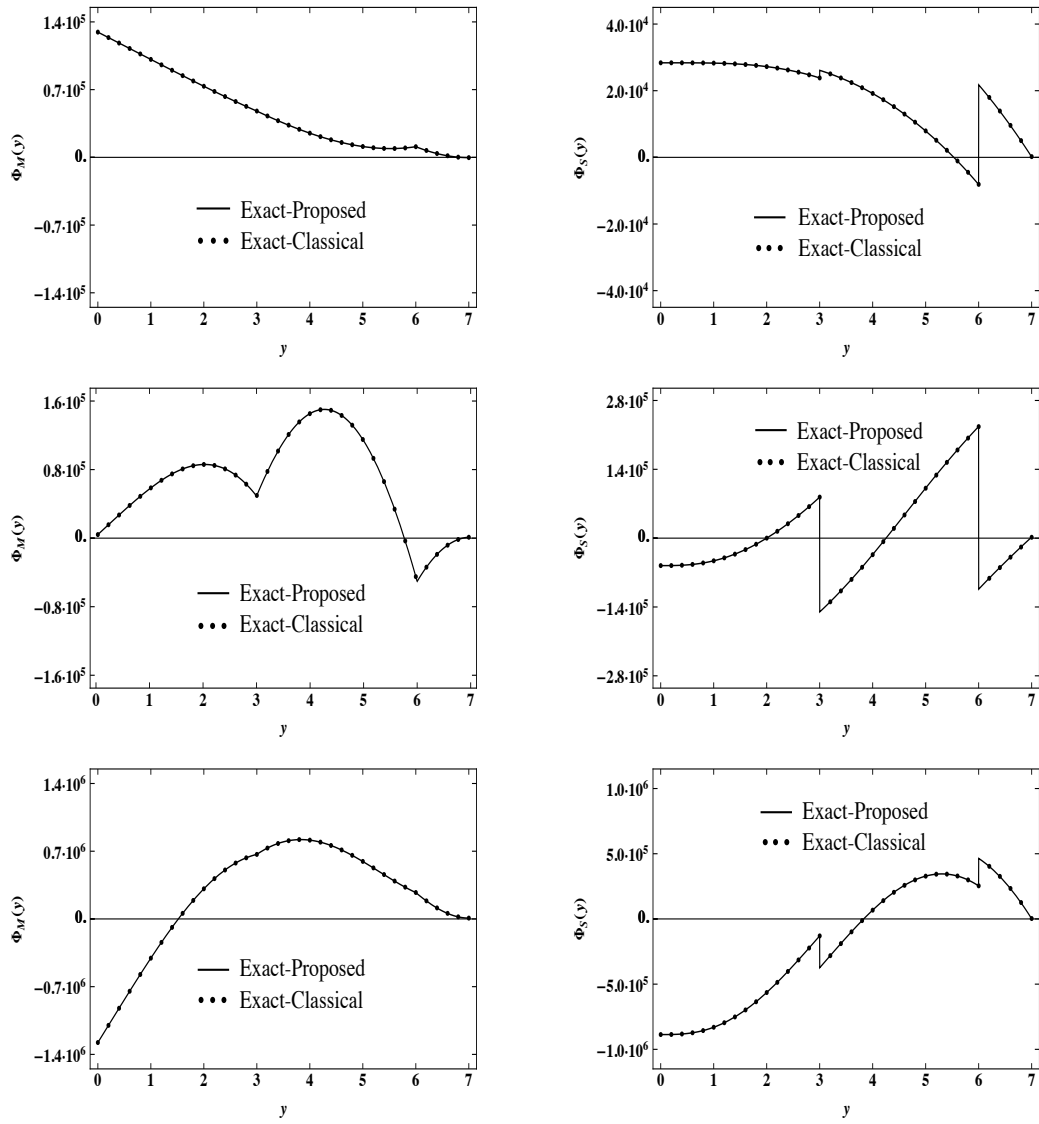 1.4·10⁵
0.7·10⁵
0.
−0.7·10⁵
−1.4·10⁵
Φ_M(y)
Exact-Proposed
Exact-Classical
0 1 2 3 4 5 6 7
y
4.0·10⁴
2.0·10⁴
0.
−2.0·10⁴
−4.0·10⁴
Φ_S(y)
Exact-Proposed
Exact-Classical
0 1 2 3 4 5 6 7
y
1.6·10⁵
0.8·10⁵
0.
−0.8·10⁵
−1.6·10⁵
Φ_M(y)
Exact-Proposed
Exact-Classical
0 1 2 3 4 5 6 7
y
2.8·10⁵
1.4·10⁵
0.
−1.4·10⁵
−2.8·10⁵
Φ_S(y)
Exact-Proposed
Exact-Classical
0 1 2 3 4 5 6 7
y
1.4·10⁶
0.7·10⁶
0.
−0.7·10⁶
−1.4·10⁶
Φ_M(y)
Exact-Proposed
Exact-Classical
0 1 2 3 4 5 6 7
y
1.0·10⁶
5.0·10⁵
0.
−5.0·10⁵
−1.0·10⁶
Φ_S(y)
Exact-Proposed
Exact-Classical
0 1 2 3 4 5 6 7
y